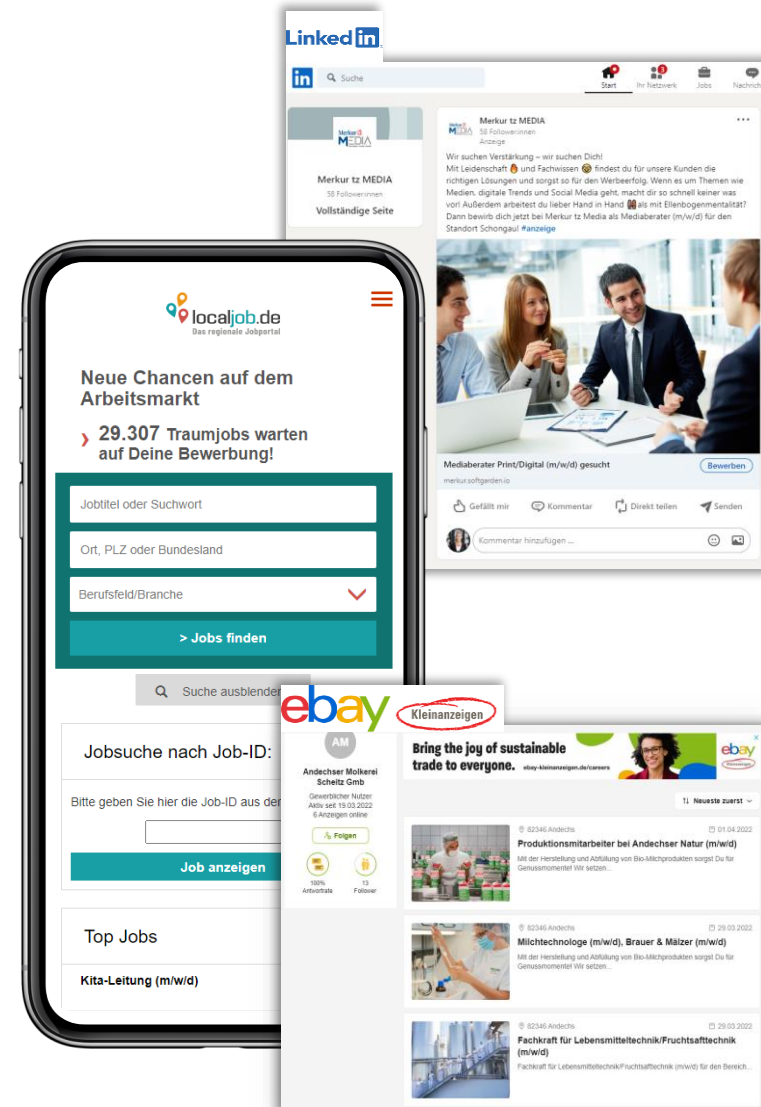 Linked in
in
Suche
Start
Ihr Netzwerk
3
Jobs
Nachrich
Merkur
MEDIA
Merkur tz MEDIA
58 Follower:innen
Vollständige Seite
Merkur tz MEDIA
58 Follower:innen
Anzeige
Wir suchen Verstärkung – wir suchen Dich!
Mit Leidenschaft 🔥 und Fachwissen findest du für unsere Kunden die
richtigen Lösungen und sorgst so für den Werbeerfolg. Wenn es um Themen wie
Medien, digitale Trends und Social Media geht, macht dir so schnell keiner was
vor! Außerdem arbeitest du lieber Hand in Hand als mit Ellenbogenmentalität?
Dann bewirb dich jetzt bei Merkur tz Media als Mediaberater (m/w/d) für den
Standort Schongau! #anzeige
Mediaberater Print/Digital (m/w/d) gesucht
Bewerben
merkur.softgarden.io
Gefällt mir
Kommentar
Direkt teilen
Senden
Kommentar hinzufügen ...
localjob.de
Das regionale Jobportal
Neue Chancen auf dem
Arbeitsmarkt
29.307 Traumjobs warten
auf Deine Bewerbung!
Jobtitel oder Suchwort
Ort, PLZ oder Bundesland
Berufsfeld/Branche
> Jobs finden
Suche ausblenden
Jobsuche nach Job-ID:
Bitte geben Sie hier die Job-ID aus der
Job anzeigen
Top Jobs
Kita-Leitung (m/w/d)
ebay Kleinanzeigen
AM
Andechser Molkerei
Scheitz Gmb
Gewerblicher Nutzer
Aktiv seit 19.03.2022
6 Anzeigen online
Folgen
100%
Antwortrate
13
Follower
Bring the joy of sustainable
trade to everyone. ebay-kleinanzeigen.de/careers
ebay
Kleinanzeigen
Neueste zuerst
82346 Andechs
01.04.2022
Produktionsmitarbeiter bei Andechser Natur (m/w/d)
Mit der Herstellung und Abfüllung von Bio-Milchprodukten sorgst Du für
Genussmomente! Wir setzen...
82346 Andechs
29.03.2022
Milchtechnologe (m/w/d), Brauer & Mälzer (m/w/d)
Mit der Herstellung und Abfüllung von Bio-Milchprodukten sorgst Du für
Genussmomente! Wir setzen...
82346 Andechs
29.03.2022
Fachkraft für Lebensmitteltechnik/Fruchtsafttechnik
(m/w/d)
Fachkraft für Lebensmitteltechnik/Fruchtsafttechnik (m/w/d) für den Bereich...